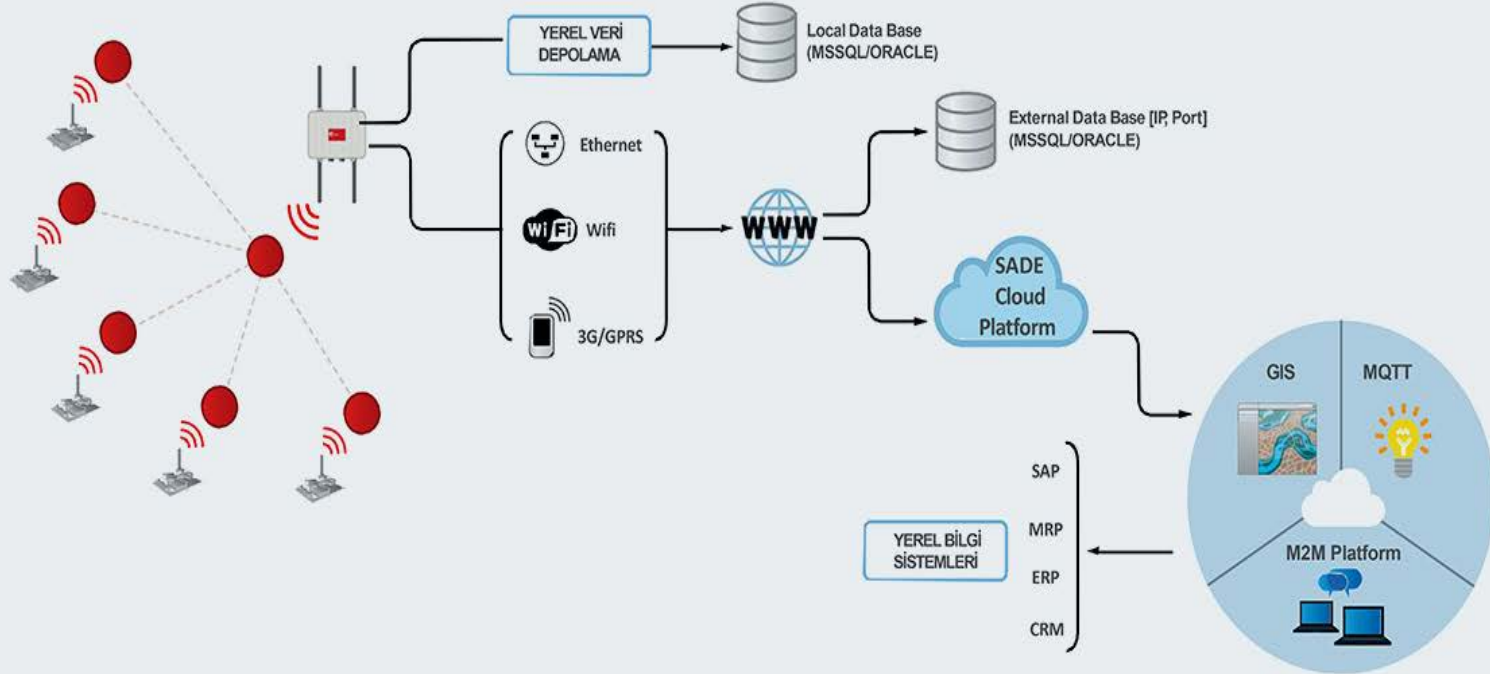 YEREL VERİ
DEPOLAMA
Local Data Base
(MSSQL/ORACLE)
External Data Base [IP, Port]
(MSSQL/ORACLE)
Ethernet
WiFi
Wifi
3G/GPRS
WWW
SADE
Cloud
Platform
GIS
MQTT
M2M Platform
SAP
MRP
ERP
CRM
YEREL BİLGİ
SİSTEMLERİ